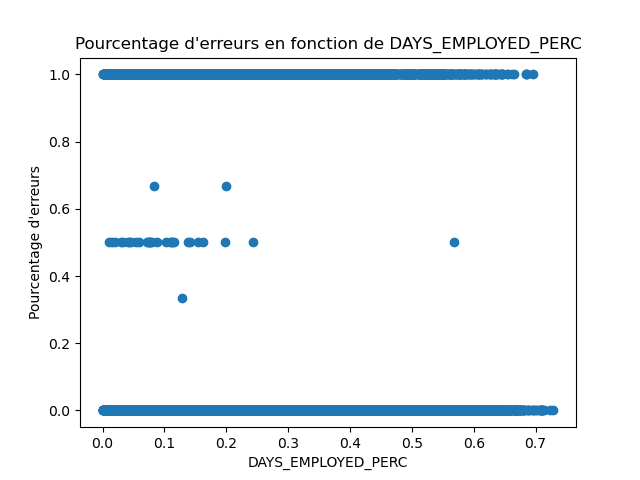 Pourcentage d'erreurs en fonction de DAYS_EMPLOYED_PERC
1.0
0.8
0.6
0.4
0.2
0.0
Pourcentage d'erreurs
0.0 0.1 0.2 0.3 0.4 0.5 0.6 0.7
DAYS_EMPLOYED_PERC